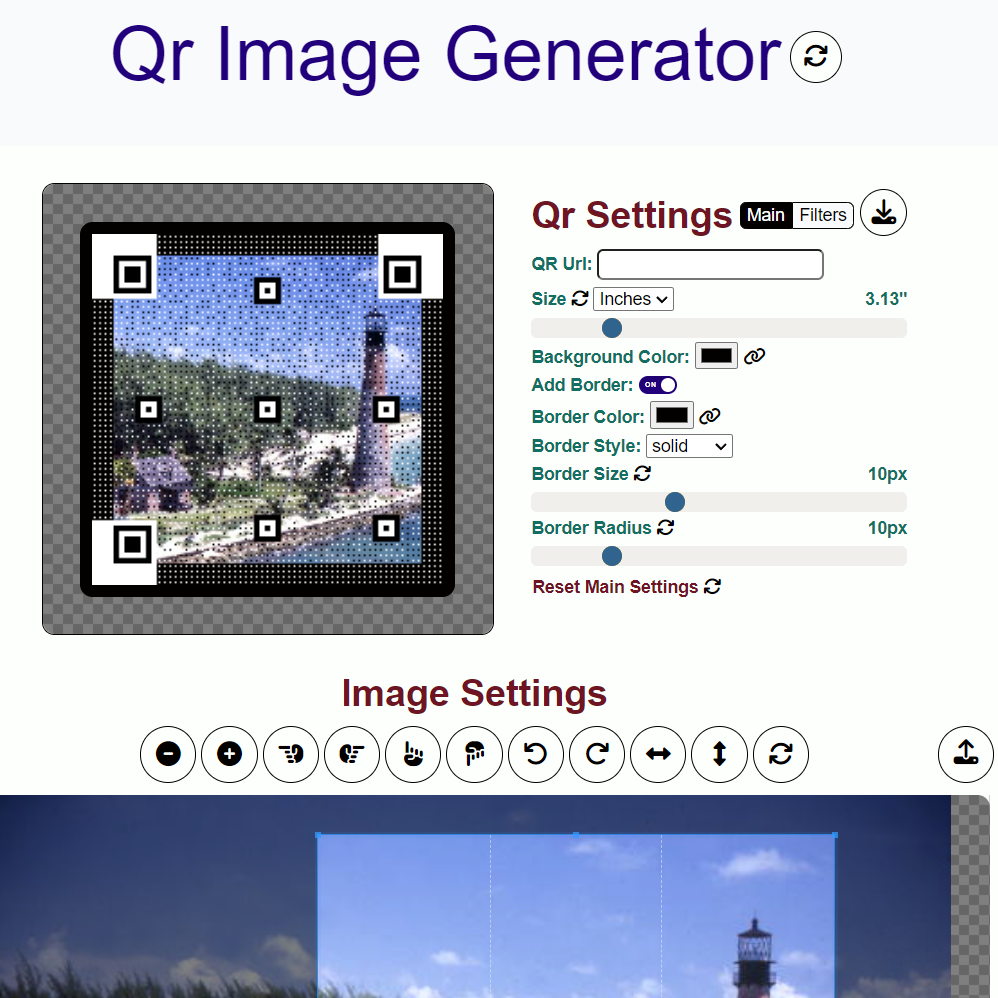 Qr Image Generator
Qr Settings Main Filters
QR Url:
Size Inches 3.13"
Background Color:
Add Border: ON
Border Color:
Border Style: solid
Border Size 10px
Border Radius 10px
Reset Main Settings
Image Settings